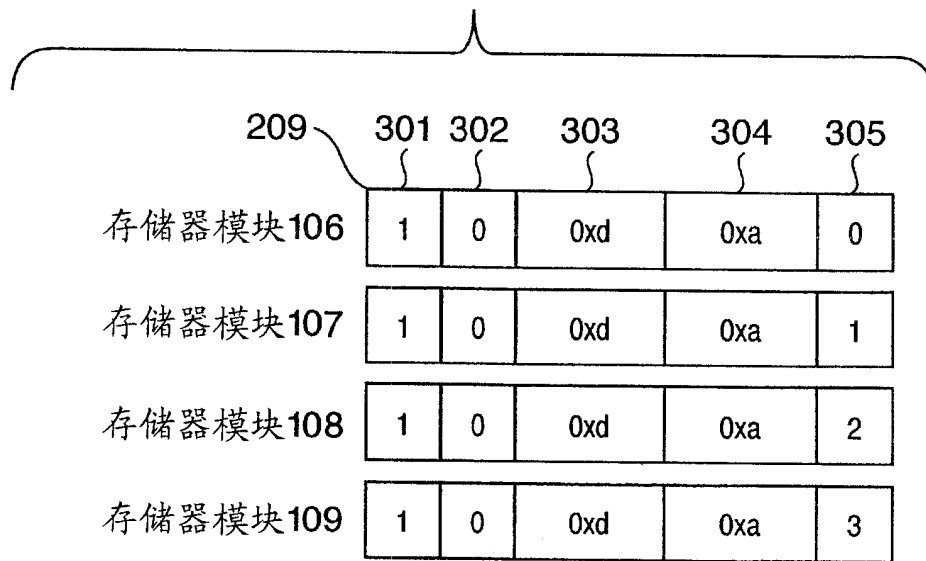 209 301 302 303 304 305
存储器模块106 1 0 0xd 0xa 0
存储器模块107 1 0 0xd 0xa 1
存储器模块108 1 0 0xd 0xa 2
存储器模块109 1 0 0xd 0xa 3